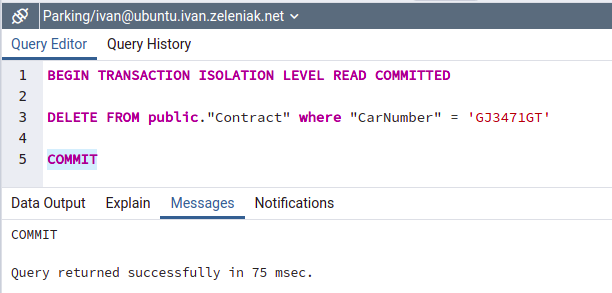 Parking/ivan@ubuntu.ivan.zeleniak.net
Query Editor Query History
1 BEGIN TRANSACTION ISOLATION LEVEL READ COMMITTED
2
3 DELETE FROM public."Contract" where "CarNumber" = 'GJ3471GT'
4
5 COMMIT
Data Output Explain Messages Notifications
COMMIT
Query returned successfully in 75 msec.